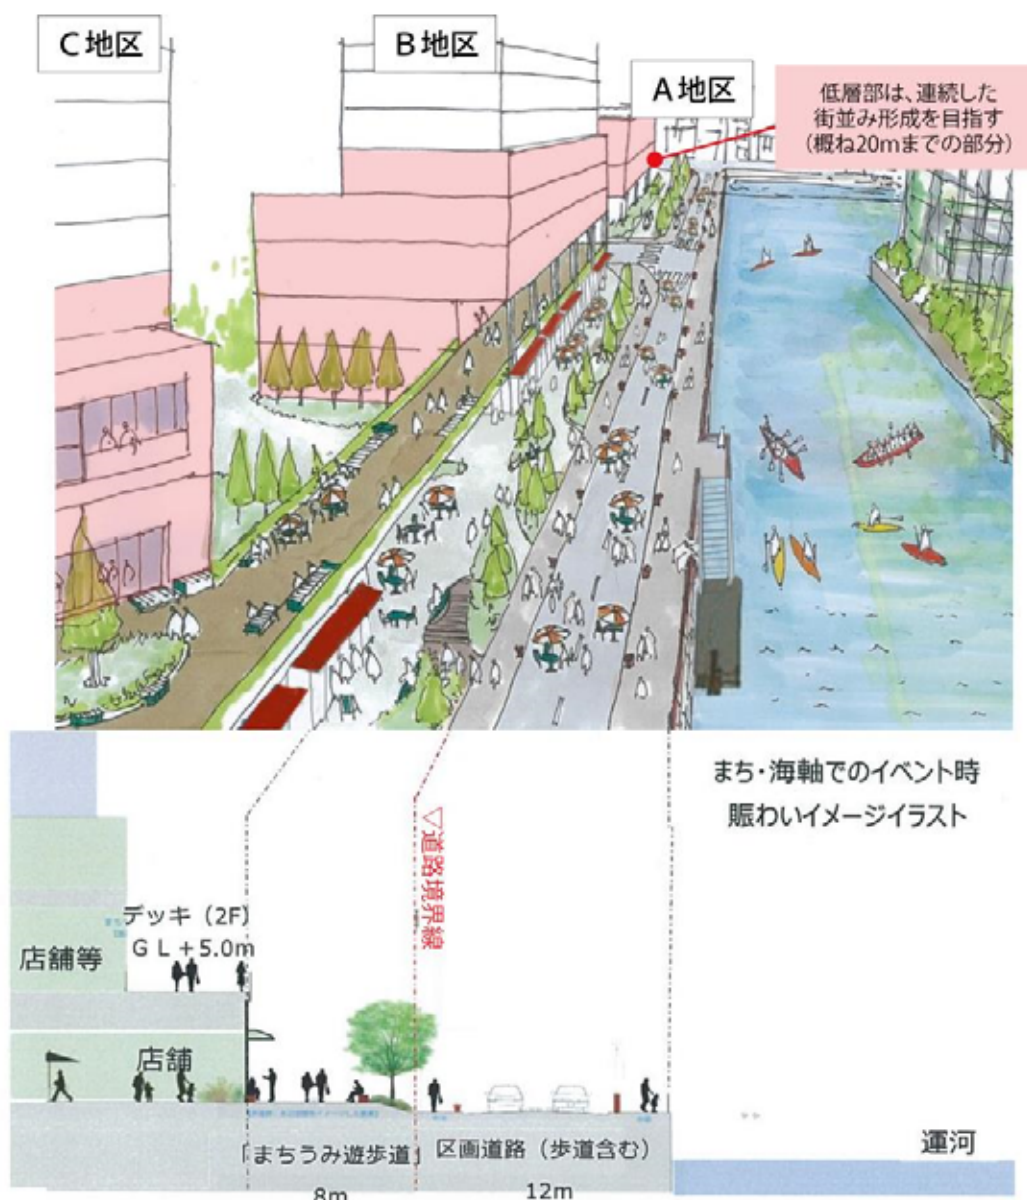 C地区
B地区
A地区
低層部は、連続した
街並み形成を目指す
(概ね20mまでの部分)
まち・海軸でのイベント時
賑わいイメージイラスト
▽道路境界線
デッキ（2F）
ＧＬ+5.0m
店舗等
店舗
「まちうみ遊歩道」
区画道路（歩道含む）
運河
8m
12m